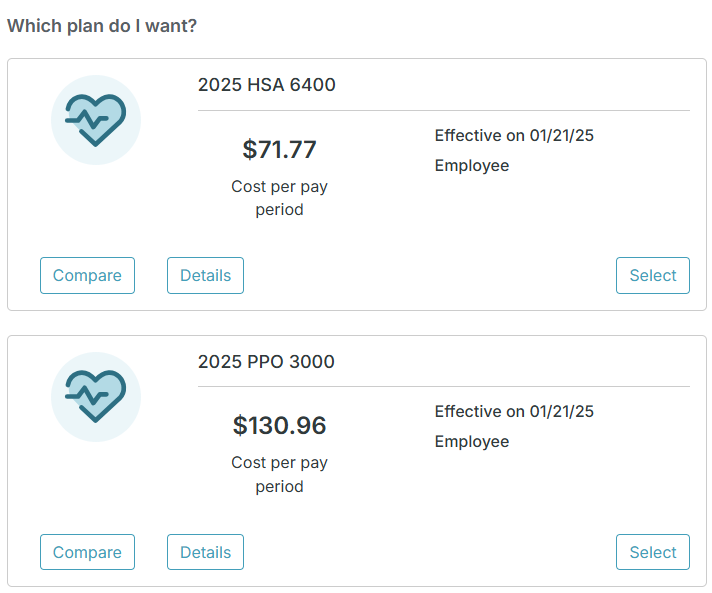 Which plan do I want?
2025 HSA 6400
$71.77
Cost per pay
period
Effective on 01/21/25
Employee
Compare
Details
Select
2025 PPO 3000
$130.96
Cost per pay
period
Effective on 01/21/25
Employee
Compare
Details
Select